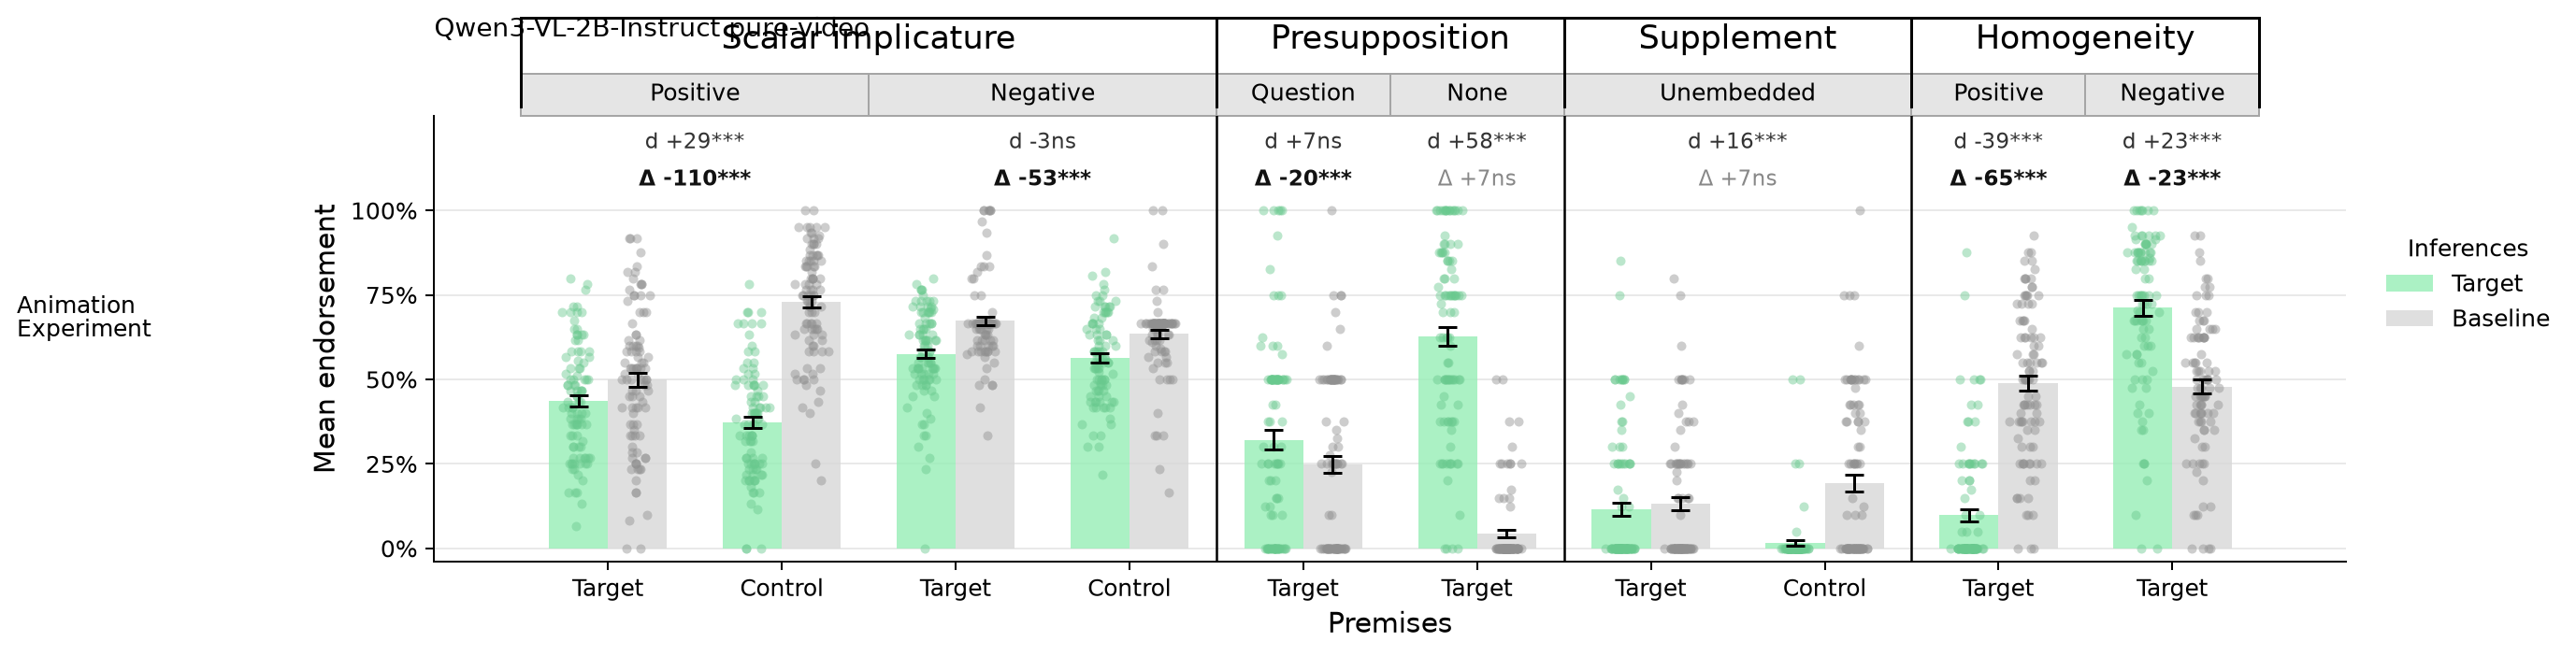 Qwen3-VL-2B-Instruct pure-video
Scalar Implicature Presupposition Supplement Homogeneity
Positive Negative Question None Unembedded Positive Negative
d +29*** d -3ns d +7ns d +58*** d +16*** d -39*** d +23***
Δ -110*** Δ -53*** Δ -20*** Δ +7ns Δ +7ns Δ -65*** Δ -23***
Mean endorsement
100%
75%
50%
25%
0%
Animation
Experiment
Inferences
Target
Baseline
Target Control Target Control Target Target Target Control Target Target
Premises